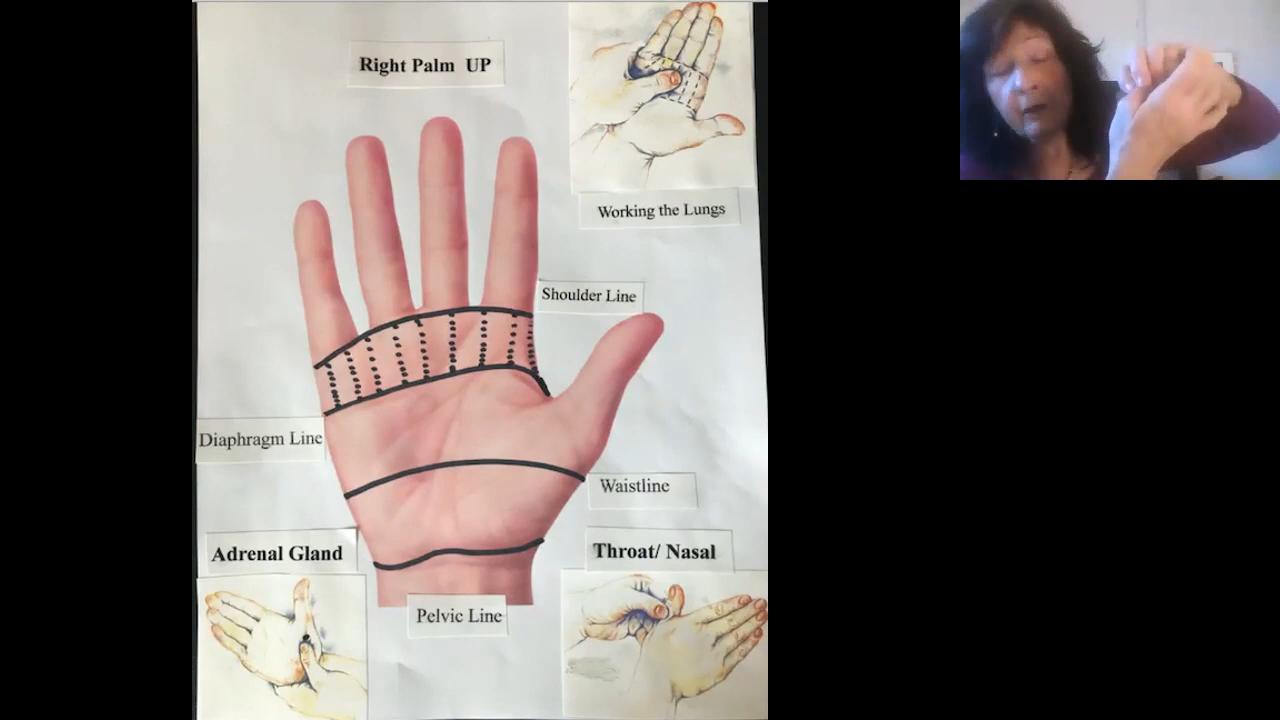 Right Palm UP
Working the Lungs
Shoulder Line
Diaphragm Line
Waistline
Adrenal Gland
Throat/ Nasal
Pelvic Line